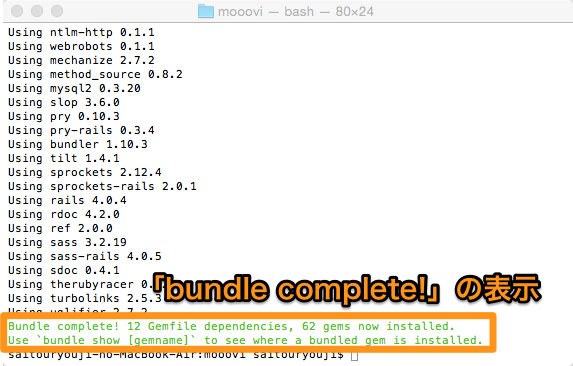 mooovi — bash — 80×24
Using ntlm-http 0.1.1
Using webrobots 0.1.1
Using mechanize 2.7.2
Using method_source 0.8.2
Using mysql2 0.3.20
Using slop 3.6.0
Using pry 0.10.3
Using pry-rails 0.3.4
Using bundler 1.10.3
Using tilt 1.4.1
Using sprockets 2.12.4
Using sprockets-rails 2.0.1
Using rails 4.0.4
Using rdoc 4.2.0
Using ref 2.0.0
Using sass 3.2.19
Using sass-rails 4.0.5
Using sdoc 0.4.1
Using therubyracer 0.
「bundle complete!」の表示
Using turbolinks 2.5.3
Using uglifier 2.7.2
Bundle complete! 12 Gemfile dependencies, 62 gems now installed.
Use `bundle show [gemname]` to see where a bundled gem is installed.
saitouryouji-no-MacBook-Air:mooovi saitouryouji$